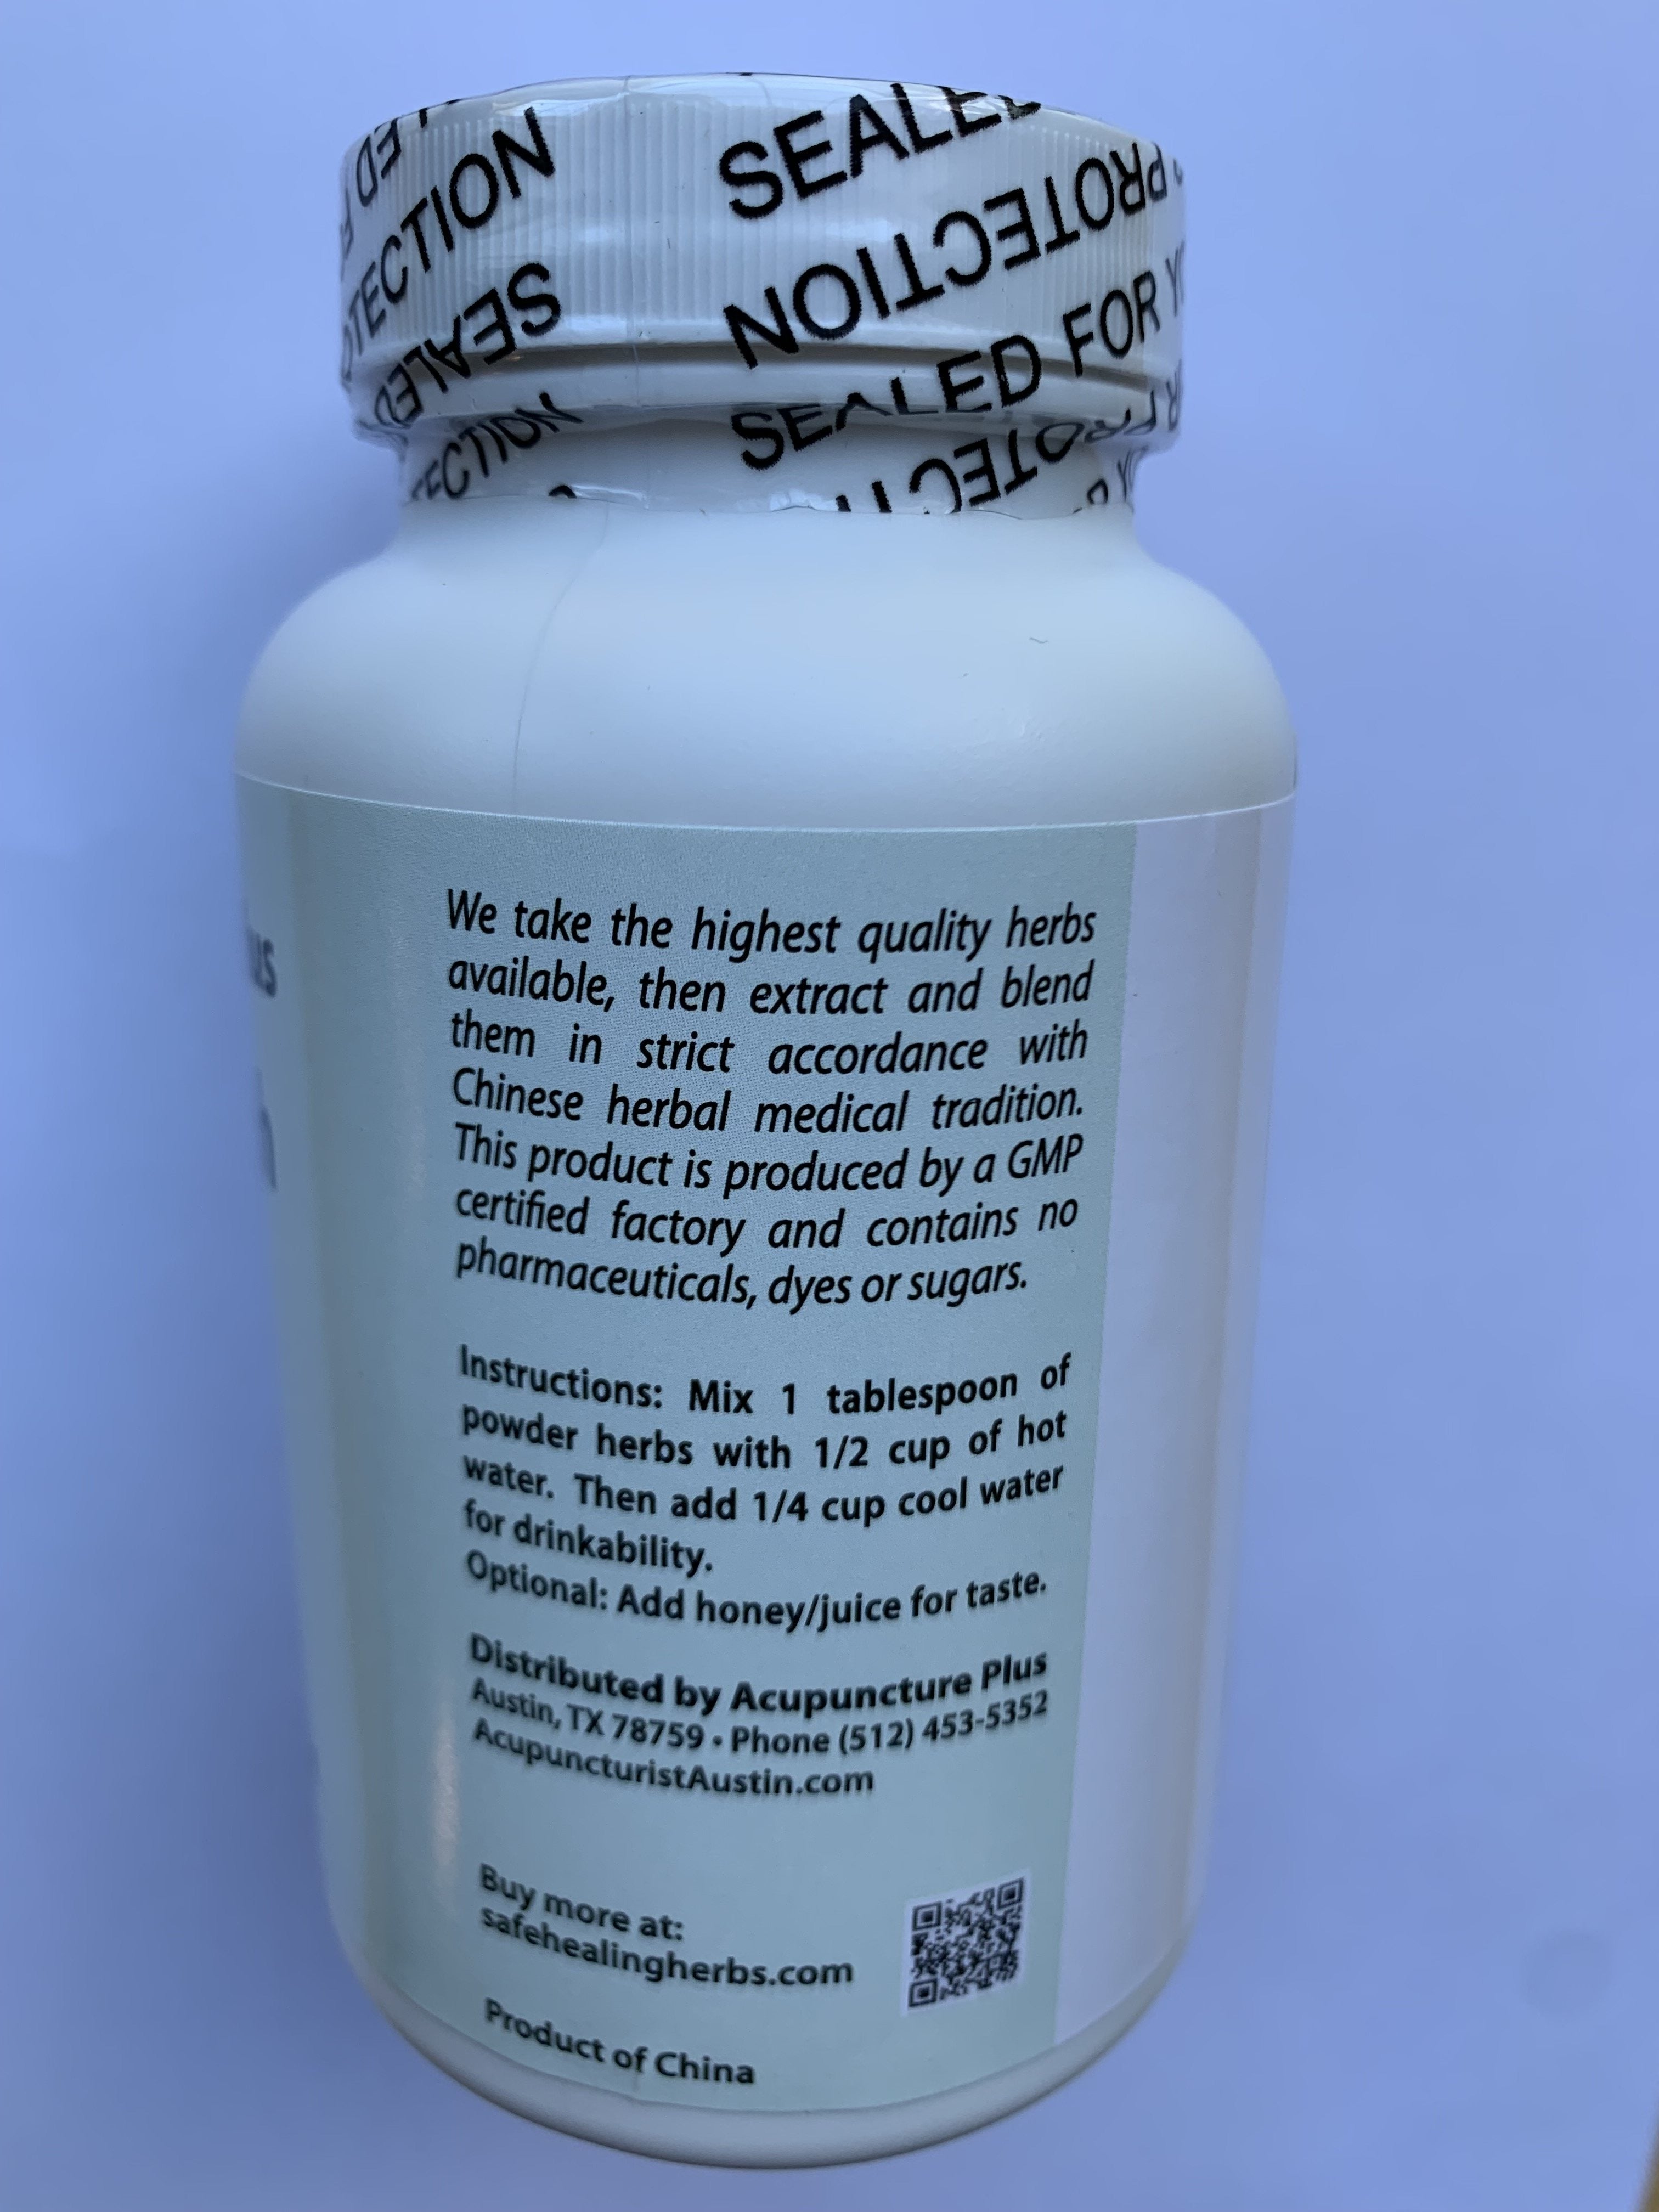 SEALED
PROTECTION
PROTECTION
SEALED FOR
SEALED
PROTECTION
We take the highest quality herbs
available, then extract and blend
them in strict accordance with
Chinese herbal medical tradition.
This product is produced by a GMP
certified factory and contains no
pharmaceuticals, dyes or sugars.
Instructions: Mix 1 tablespoon of
powder herbs with 1/2 cup of hot
water. Then add 1/4 cup cool water
for drinkability.
Optional: Add honey/juice for taste.
Distributed by Acupuncture Plus
Austin, TX 78759 • Phone (512) 453-5352
AcupuncturistAustin.com
Buy more at:
safehealingherbs.com
Product of China